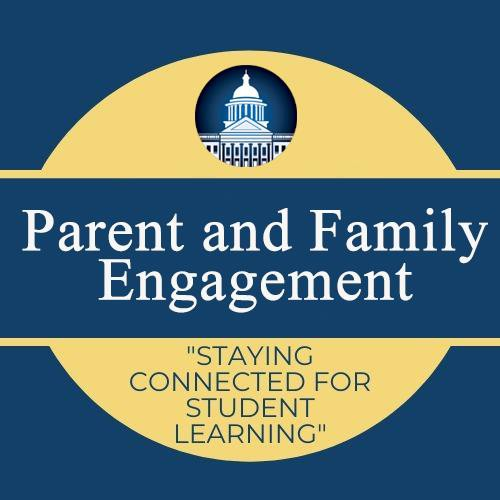 Parent and Family
Engagement
"STAYING
CONNECTED FOR
STUDENT
LEARNING"